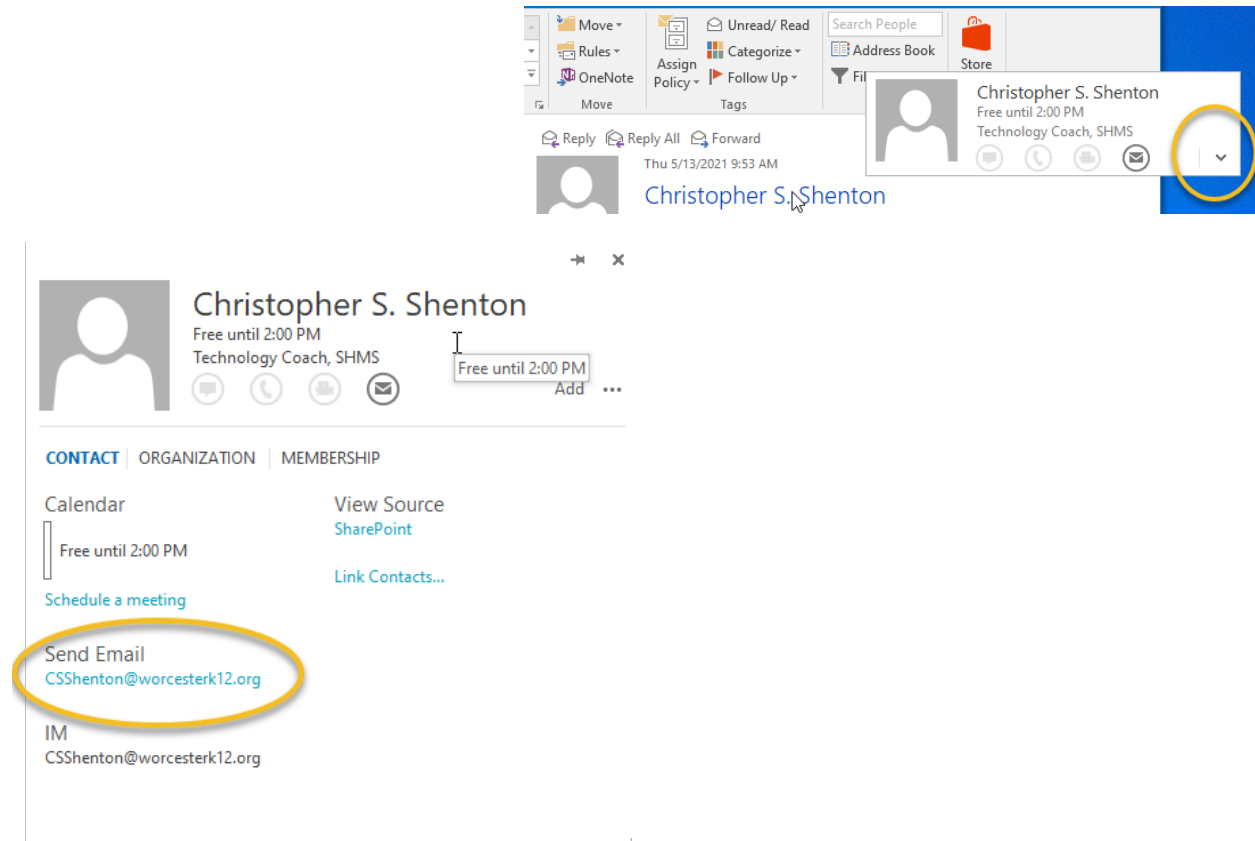 Move
Unread/ Read
Search People
Rules
Categorize
Address Book
OneNote
Assign
Policy
Follow Up
Fil
Store
Move
Tags
Christopher S. Shenton
Free until 2:00 PM
Technology Coach, SHMS
Reply Reply All Forward
Thu 5/13/2021 9:53 AM
Christopher S. Shenton
Christopher S. Shenton
Free until 2:00 PM
Technology Coach, SHMS
Free until 2:00 PM
Add
CONTACT ORGANIZATION MEMBERSHIP
Calendar
Free until 2:00 PM
Schedule a meeting
View Source
SharePoint
Link Contacts...
Send Email
CSShenton@worcesterk12.org
IM
CSShenton@worcesterk12.org